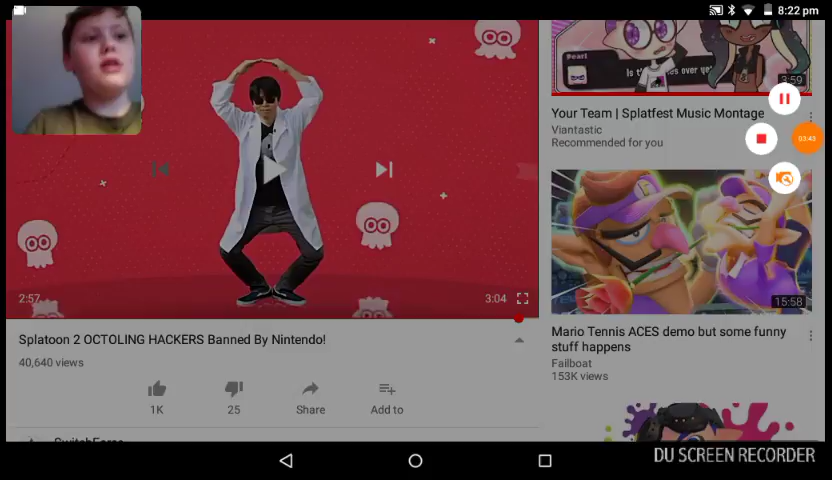 8:22 pm
Pearl
3:59
Your Team | Splatfest Music Montage
Viantastic
Recommended for you
03:43
2:57
3:04
Splatoon 2 OCTOLING HACKERS Banned By Nintendo!
40,640 views
1K
25
Share
Add to
15:58
Mario Tennis ACES demo but some funny
stuff happens
Failboat
153K views
DU SCREEN RECORDER